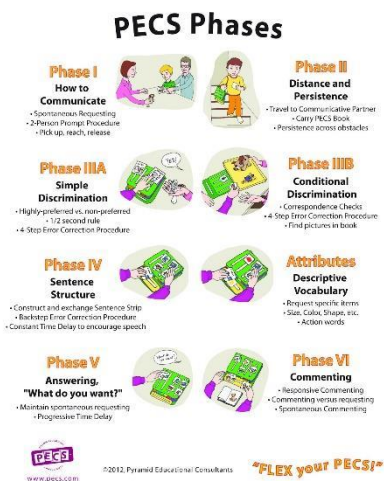 PECS Phases
Phase I
How to
Communicate
• Spontaneous Requesting
• 2-Person Prompt Procedure
• Pick up, reach, release
Phase II
Distance and
Persistence
• Travel to Communicative Partner
• Carry PECS Book
• Persistence across obstacles
Phase IIIA
Simple
Discrimination
• Highly-preferred vs. non-preferred
• 1/2 second rule
• 4-Step Error Correction Procedure
YES!
Phase IIIB
Conditional
Discrimination
• Correspondence Checks
• 4-Step Error Correction Procedure
• Find pictures in book
Phase IV
Sentence
Structure
• Construct and exchange Sentence Strip
• Backstep Error Correction Procedure
• Constant Time Delay to encourage speech
Attributes
Descriptive
Vocabulary
• Request specific items
• Size, Color, Shape, etc.
• Action words
Phase V
Answering,
"What do you want?"
• Maintain spontaneous requesting
• Progressive Time Delay
Phase VI
Commenting
• Responsive Commenting
• Commenting versus requesting
• Spontaneous Commenting
PECS
www.pecs.com
©2012, Pyramid Educational Consultants
"FLEX your PECS!"